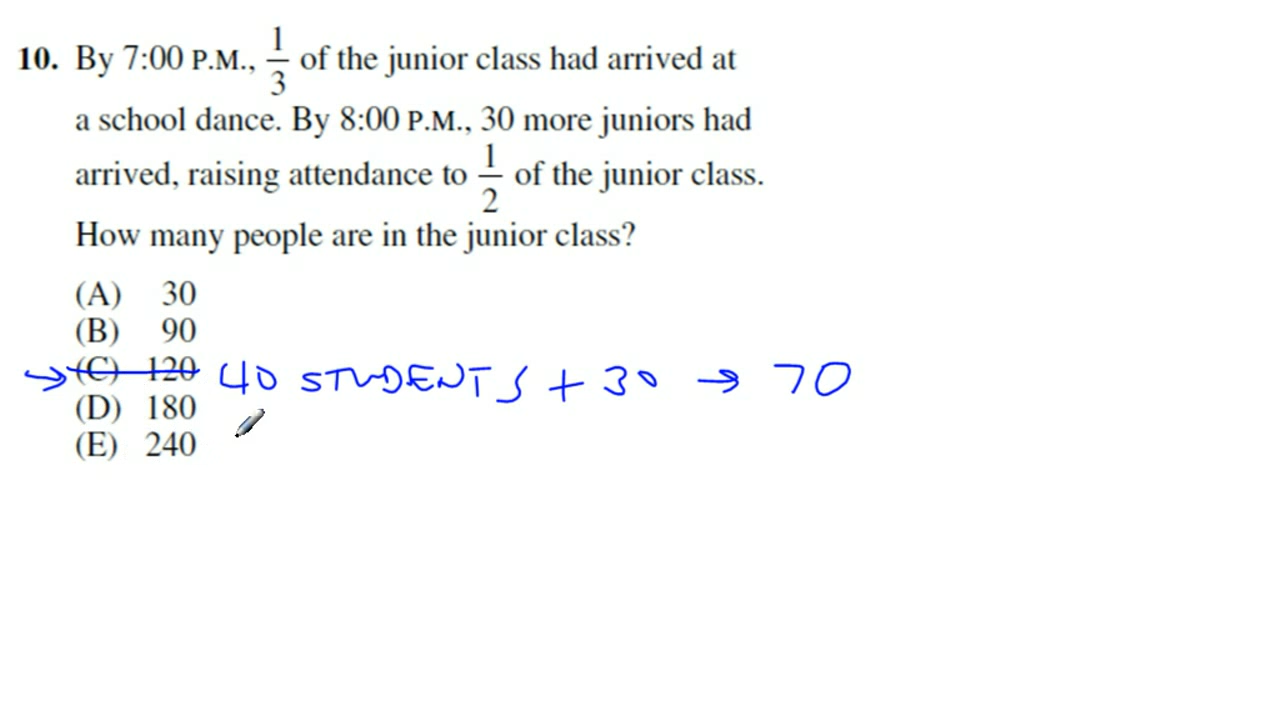 10. By 7:00 P.M., 1/3 of the junior class had arrived at
a school dance. By 8:00 P.M., 30 more juniors had
arrived, raising attendance to 1/2 of the junior class.
How many people are in the junior class?
(A) 30
(B) 90
→ (C) 120 40 STUDENTS + 30 → 70
(D) 180
(E) 240